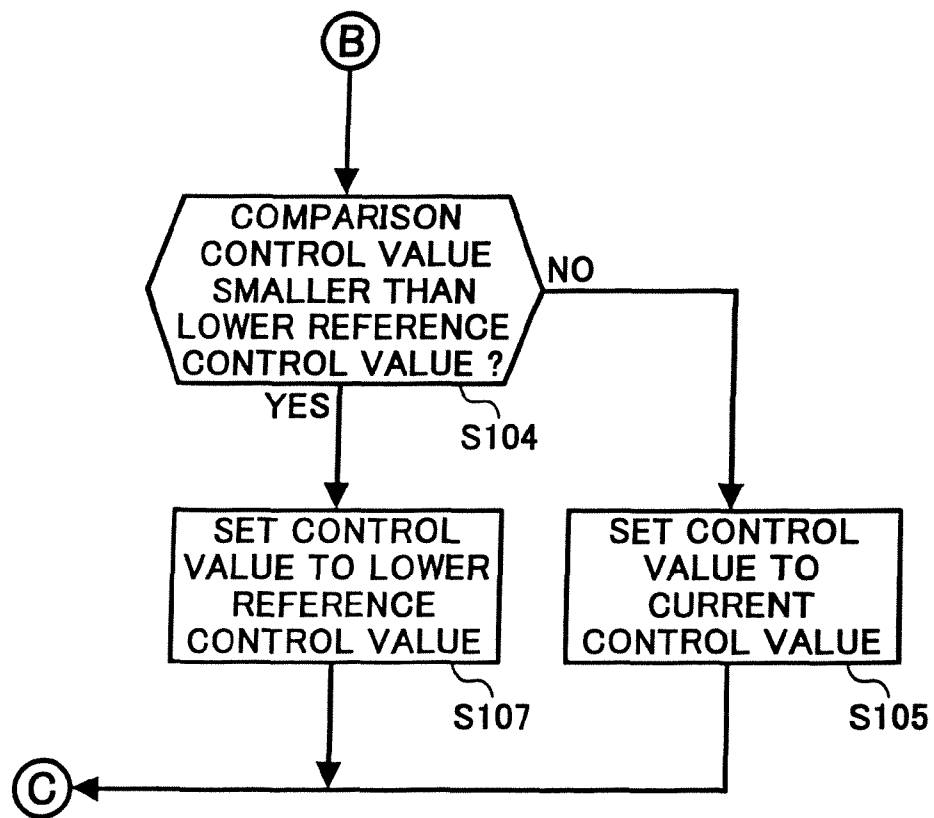 B
COMPARISON
CONTROL VALUE
SMALLER THAN
LOWER REFERENCE
CONTROL VALUE ?
NO
YES
S104
SET CONTROL
VALUE TO LOWER
REFERENCE
CONTROL VALUE
S107
SET CONTROL
VALUE TO
CURRENT
CONTROL VALUE
S105
C